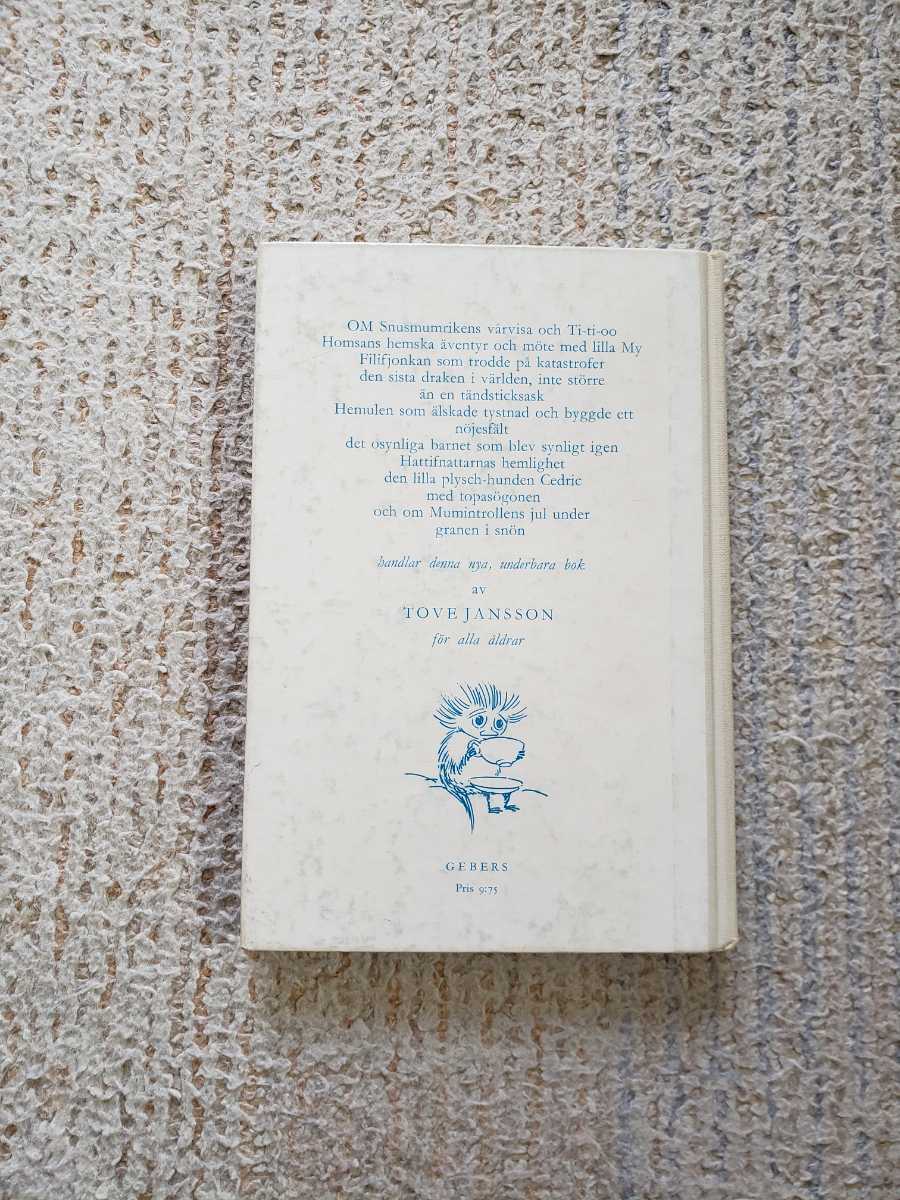 OM Snusmumrikens vårvisa och Ti-ti-oo
Homsans hemska äventyr och möte med lilla My
Filifjonkan som trodde på katastrofer
den sista draken i världen, inte större
än en tändsticksask
Hemulen som älskade tystnad och byggde ett
nöjesfält
det osynliga barnet som blev synligt igen
Hattifnattarnas hemlighet
den lilla plysch-hunden Cedric
med topasögonen
och om Mumintrollens jul under
granen i snön
handlar denna nya, underbara bok
av
TOVE JANSSON
för alla åldrar
GEBERS
Pris 9:75